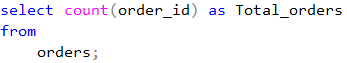 select count(order_id) as Total_orders
from
    orders;